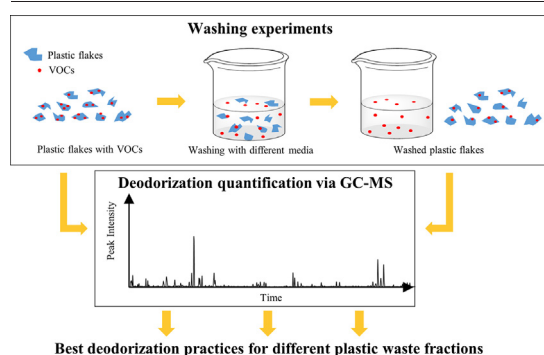 Washing experiments
Plastic flakes
VOCs
Plastic flakes with VOCs
Washing with different media
Washed plastic flakes
Deodorization quantification via GC-MS
Peak Intensity
Time
Best deodorization practices for different plastic waste fractions